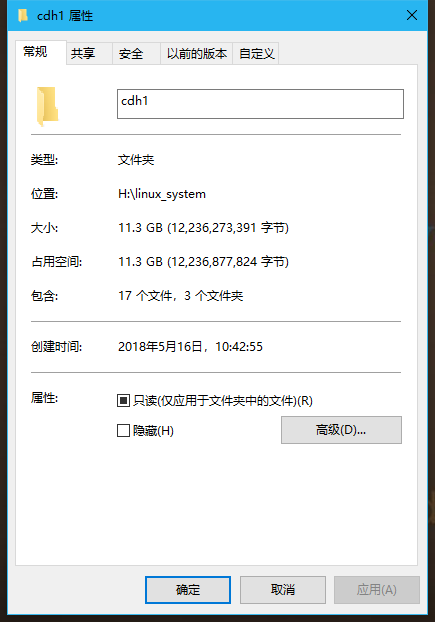 cdh1 属性
常规 共享 安全 以前的版本 自定义
cdh1
类型: 文件夹
位置: H:\linux_system
大小: 11.3 GB (12,236,273,391 字节)
占用空间: 11.3 GB (12,236,877,824 字节)
包含: 17 个文件，3 个文件夹
创建时间: 2018年5月16日，10:42:55
属性: 只读(仅应用于文件夹中的文件)(R)
隐藏(H) 高级(D)...
确定 取消 应用(A)